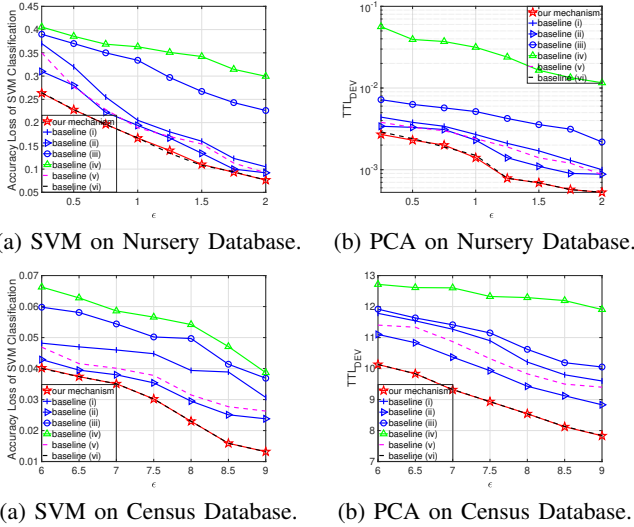 Accuracy Loss of SVM Classification
0.45
0.4
0.35
0.3
0.25
0.2
0.15
0.1
0.05
0.5
1
1.5
2
ϵ
our mechanism
baseline (i)
baseline (ii)
baseline (iii)
baseline (iv)
baseline (v)
baseline (vi)
TTL_DEV
10^-1
10^-2
10^-3
0.5
1
1.5
2
ϵ
our mechanism
baseline (i)
baseline (ii)
baseline (iii)
baseline (iv)
baseline (v)
baseline (vi)
(a) SVM on Nursery Database.
(b) PCA on Nursery Database.
Accuracy Loss of SVM Classification
0.07
0.06
0.05
0.04
0.03
0.02
0.01
6
6.5
7
7.5
8
8.5
9
ϵ
our mechanism
baseline (i)
baseline (ii)
baseline (iii)
baseline (iv)
baseline (v)
baseline (vi)
TTL_DEV
13
12
11
10
9
8
7
6
6.5
7
7.5
8
8.5
9
ϵ
our mechanism
baseline (i)
baseline (ii)
baseline (iii)
baseline (iv)
baseline (v)
baseline (vi)
(a) SVM on Census Database.
(b) PCA on Census Database.